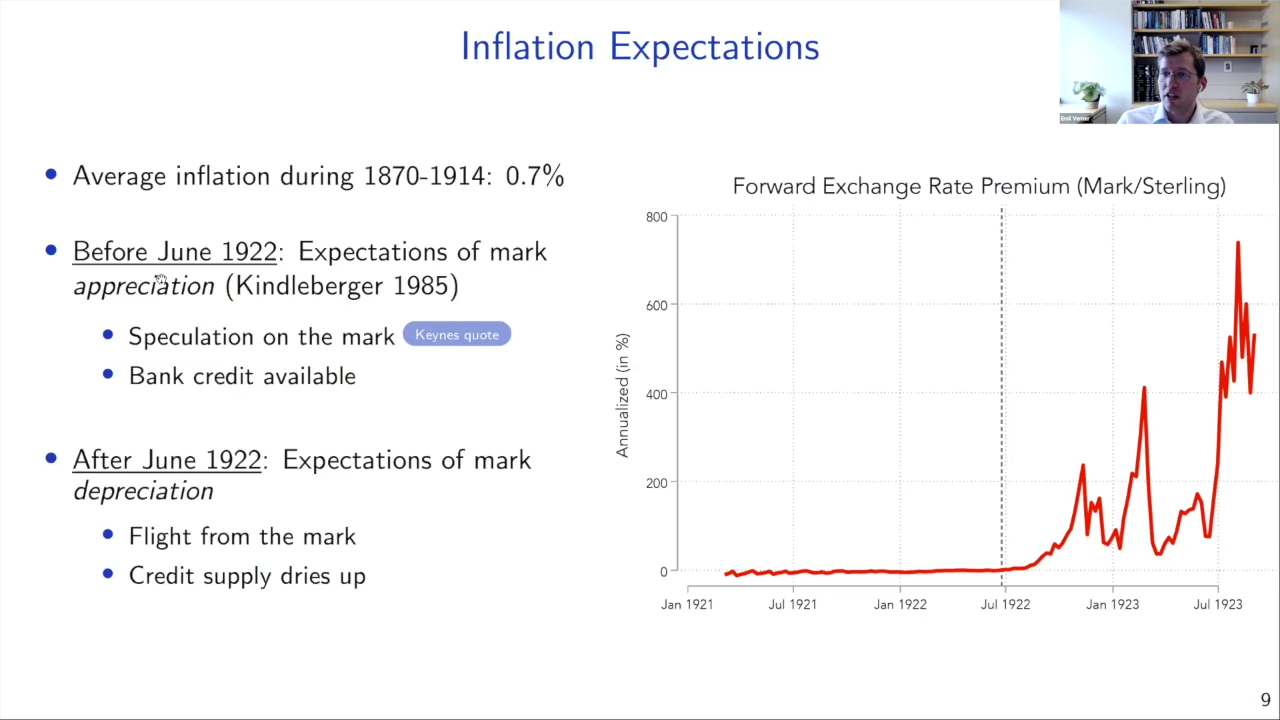 Inflation Expectations
Emil Verner
• Average inflation during 1870-1914: 0.7%
• Before June 1922: Expectations of mark
appreciation (Kindleberger 1985)
• Speculation on the mark Keynes quote
• Bank credit available
• After June 1922: Expectations of mark
depreciation
• Flight from the mark
• Credit supply dries up
Forward Exchange Rate Premium (Mark/Sterling)
Annualized (in %)
800
600
400
200
0
Jan 1921 Jul 1921 Jan 1922 Jul 1922 Jan 1923 Jul 1923
9